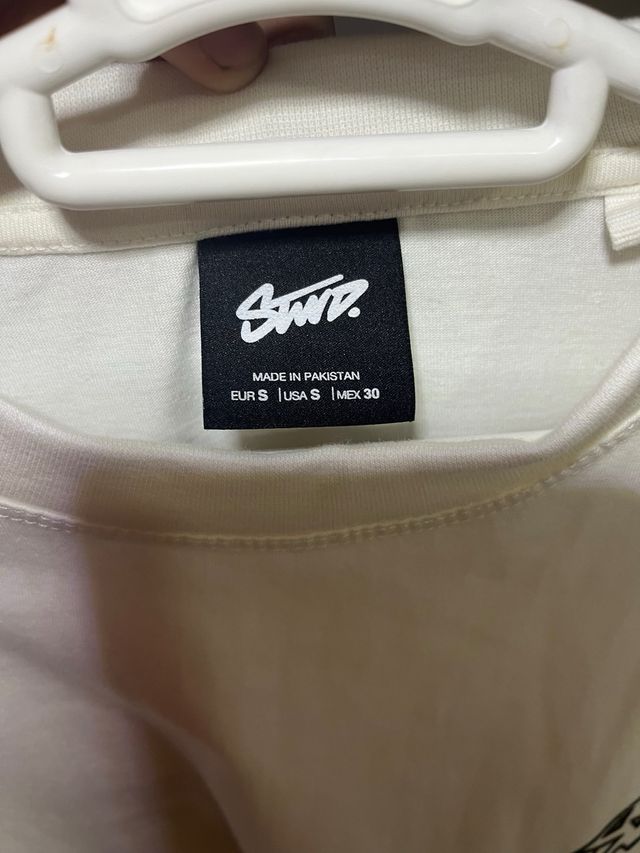 STWD.
MADE IN PAKISTAN
EUR S | USA S | MEX 30